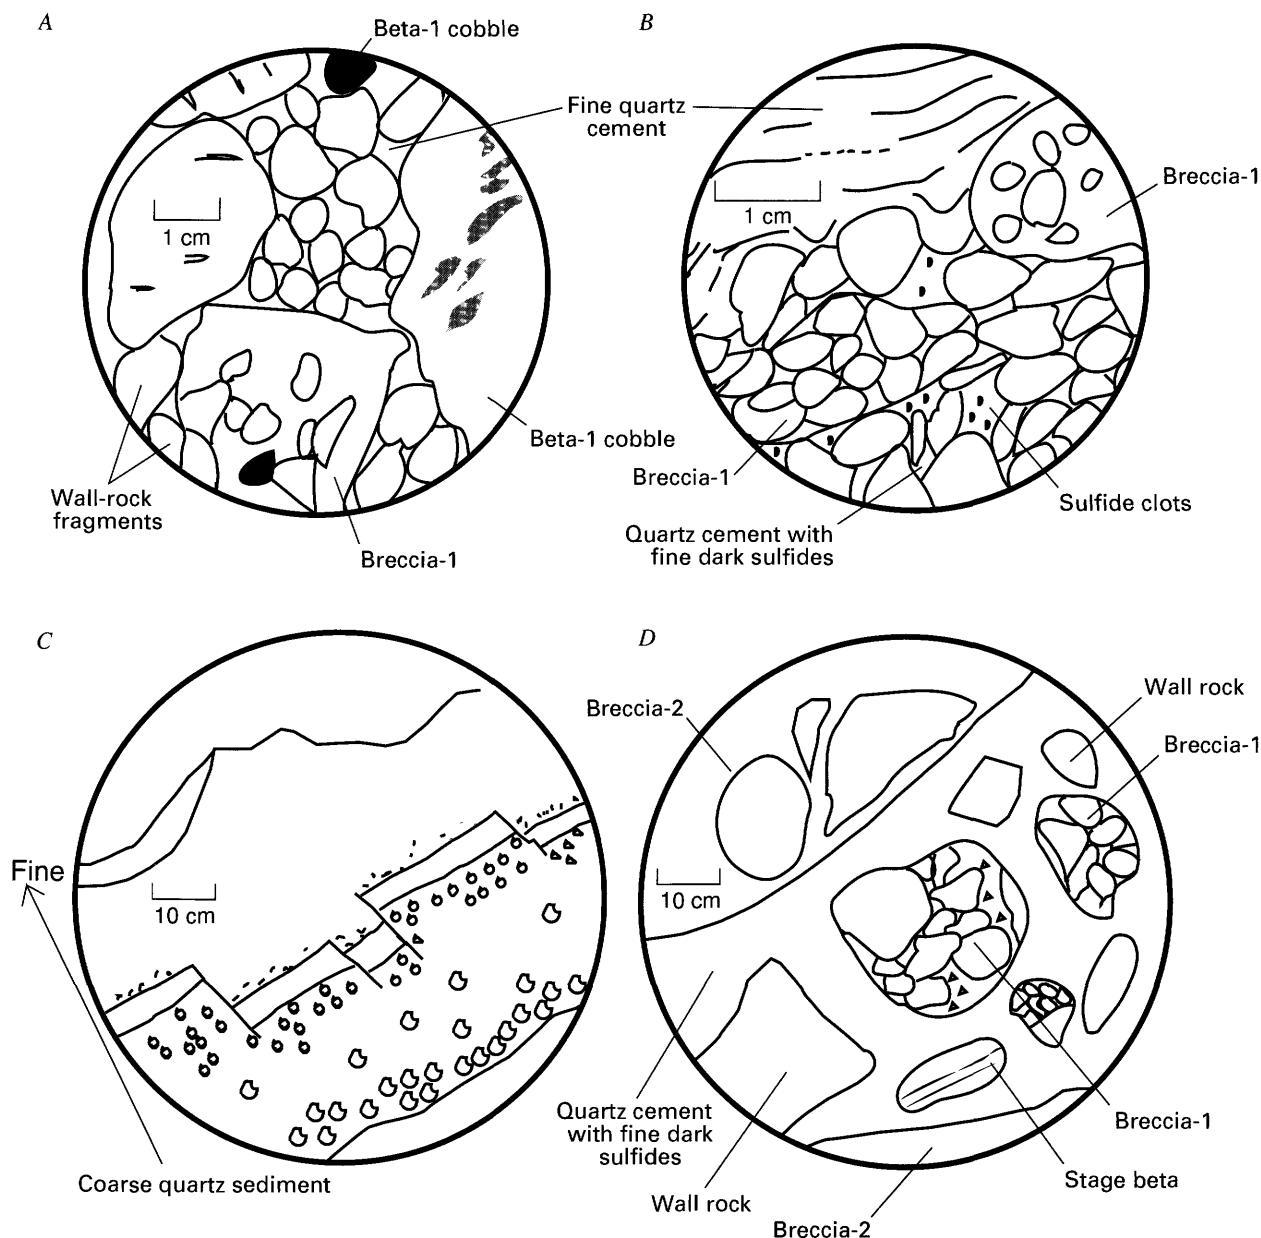 A
Beta-1 cobble
1 cm
Wall-rock
fragments
Breccia-1
Beta-1 cobble
Fine quartz
cement
B
1 cm
Breccia-1
Breccia-1
Quartz cement with
fine dark sulfides
Sulfide clots
C
Fine
10 cm
Coarse quartz sediment
D
Breccia-2
10 cm
Wall rock
Breccia-1
Quartz cement
with fine dark
sulfides
Wall rock
Breccia-2
Stage beta
Breccia-1